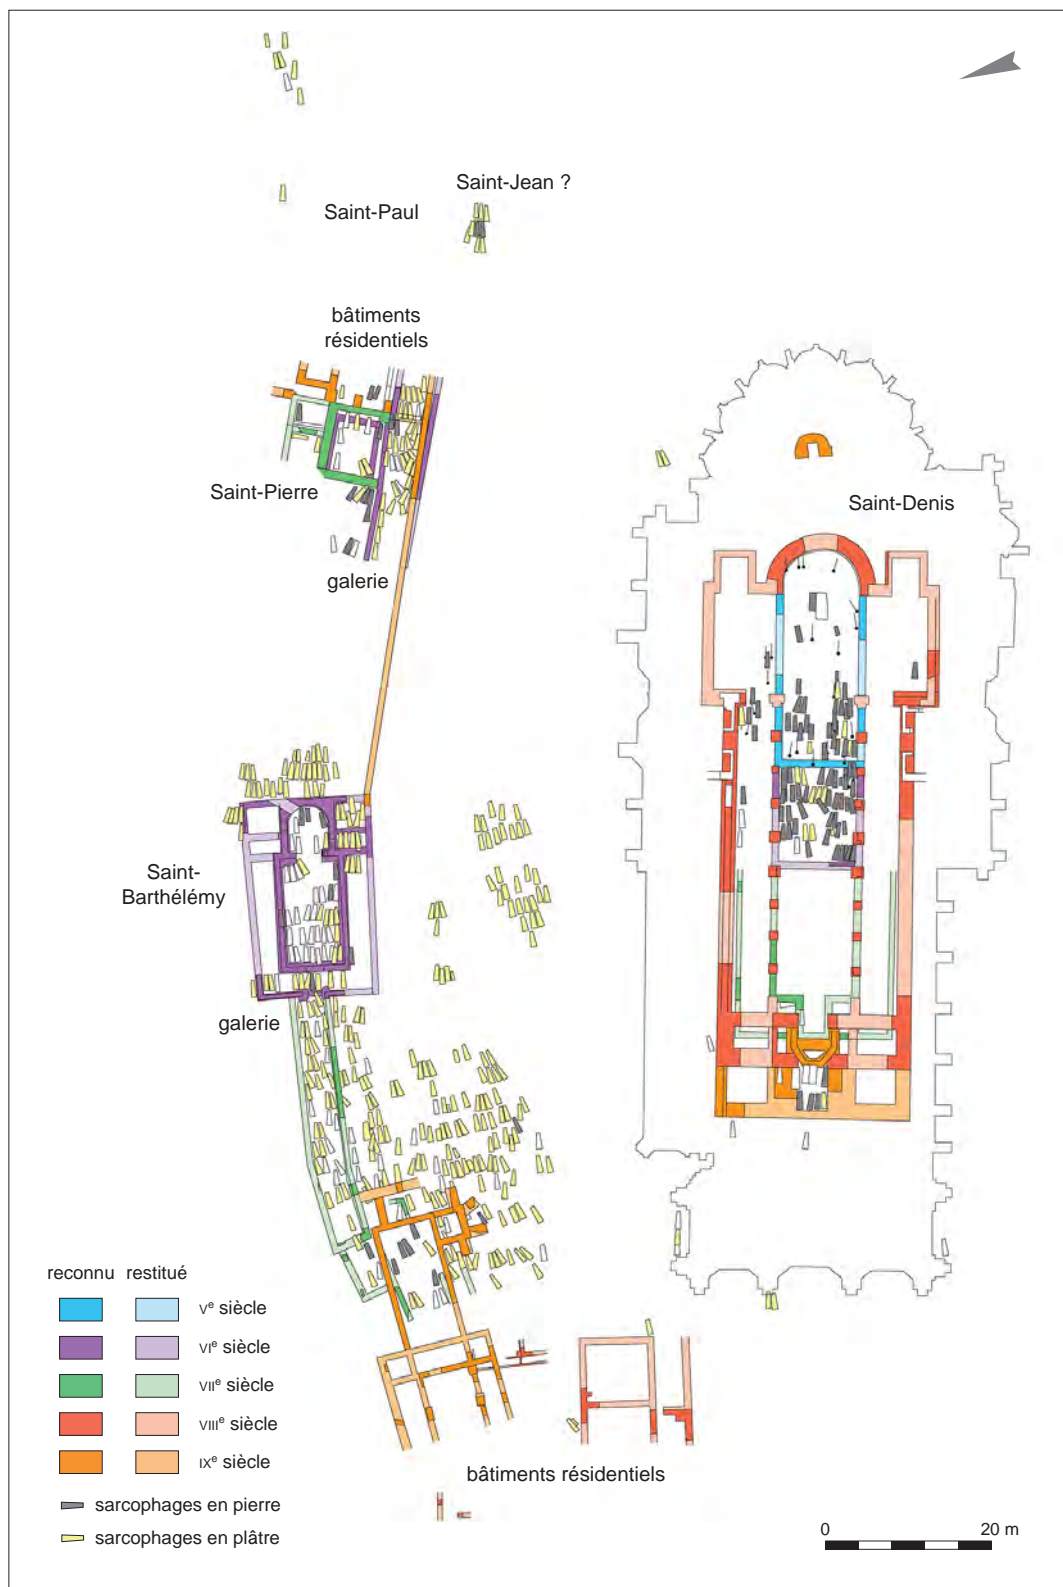 Saint-Jean ?
Saint-Paul
bâtiments
résidentiels
Saint-Pierre
Saint-Denis
galerie
Saint-
Barthélémy
galerie
reconnu restitué
Ve siècle
VIe siècle
VIIe siècle
VIIIe siècle
IXe siècle
sarcophages en pierre
sarcophages en plâtre
bâtiments résidentiels
0 20 m